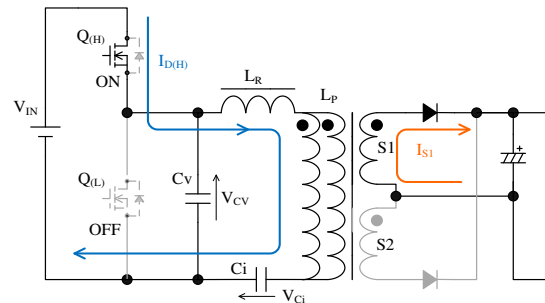 Q(H)
ID(H)
ON
LR
LP
VIN
S1
IS1
+
Q(L)
Cv
VCV
OFF
S2
Ci
VCi